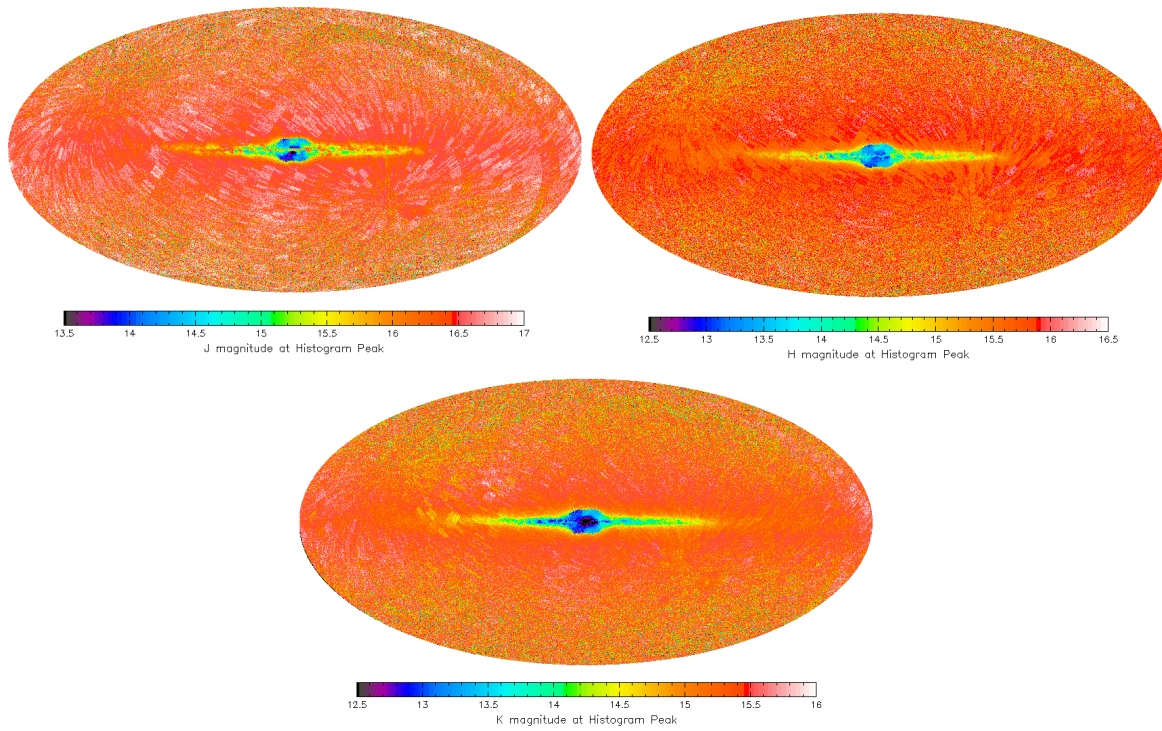 13.5 14 14.5 15 15.5 16 16.5 17
J magnitude at Histogram Peak
12.5 13 13.5 14 14.5 15 15.5 16 16.5
H magnitude at Histogram Peak
12.5 13 13.5 14 14.5 15 15.5 16
K magnitude at Histogram Peak